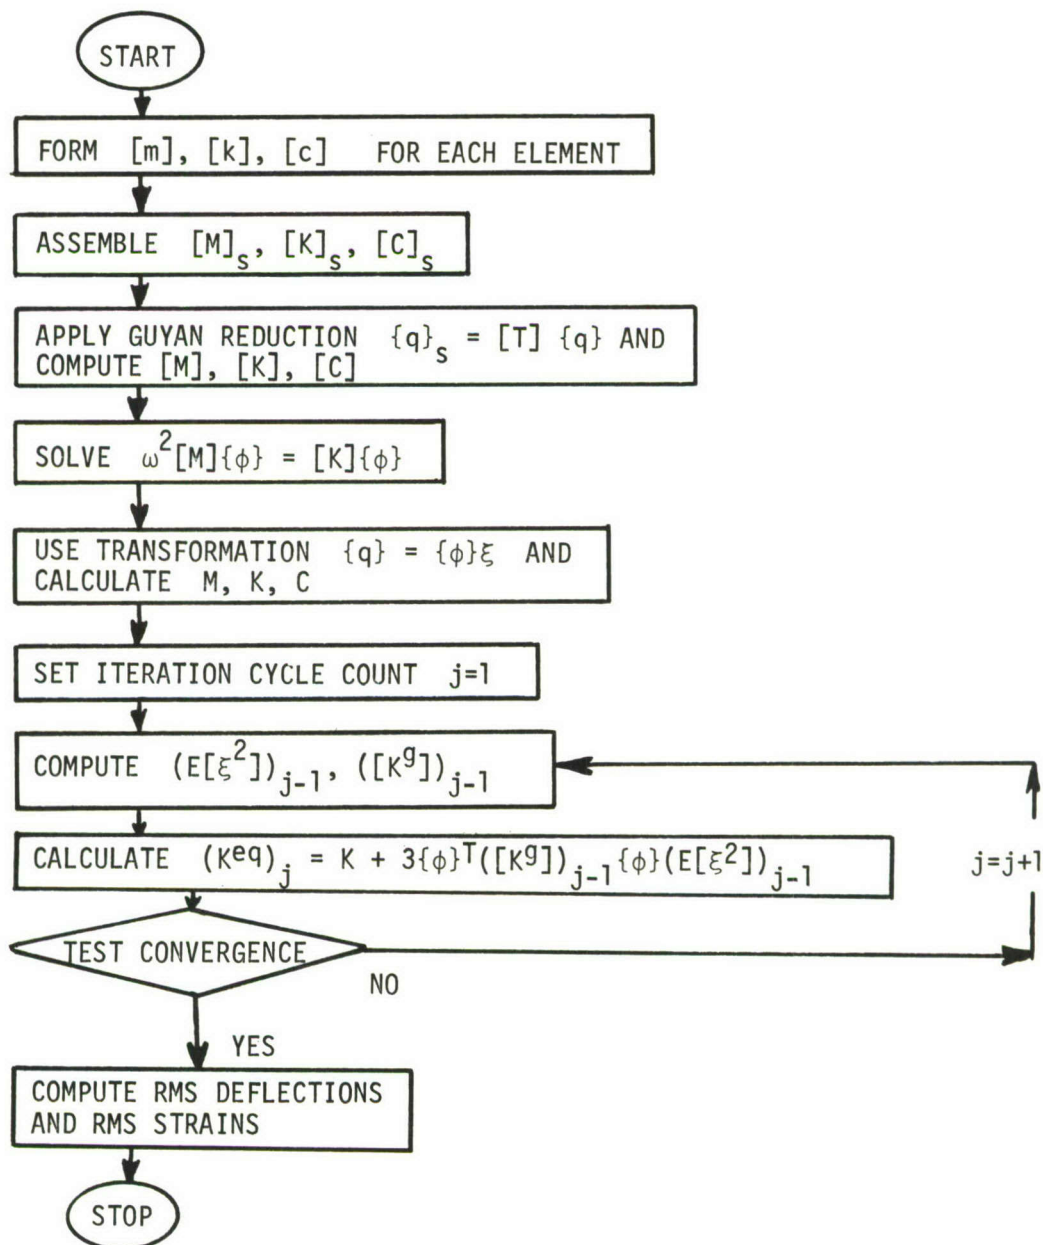 START
FORM [m], [k], [c] FOR EACH ELEMENT
ASSEMBLE [M]ₛ, [K]ₛ, [C]ₛ
APPLY GUYAN REDUCTION {q}ₛ = [T] {q} AND
COMPUTE [M], [K], [C]
SOLVE ω²[M]{ϕ} = [K]{ϕ}
USE TRANSFORMATION {q} = {ϕ}ξ AND
CALCULATE M, K, C
SET ITERATION CYCLE COUNT j=1
COMPUTE (E[ξ²])ⱼ₋₁, ([Kᵍ])ⱼ₋₁
CALCULATE (Kᵉq)ⱼ = K + 3{ϕ}ᵀ([Kᵍ])ⱼ₋₁{ϕ}(E[ξ²])ⱼ₋₁
j=j+1
TEST CONVERGENCE
NO
YES
COMPUTE RMS DEFLECTIONS
AND RMS STRAINS
STOP